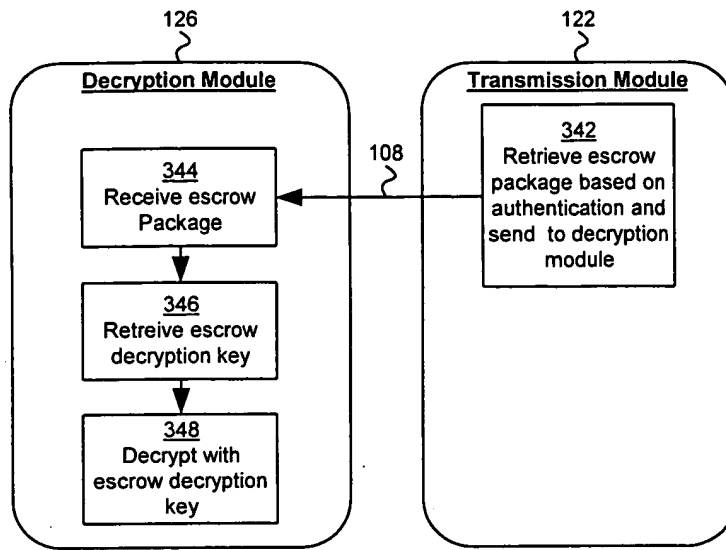 126
122
Decryption Module
Transmission Module
344
Receive escrow
Package
346
Retreive escrow
decryption key
348
Decrypt with
escrow decryption
key
108
342
Retrieve escrow
package based on
authentication and
send to decryption
module